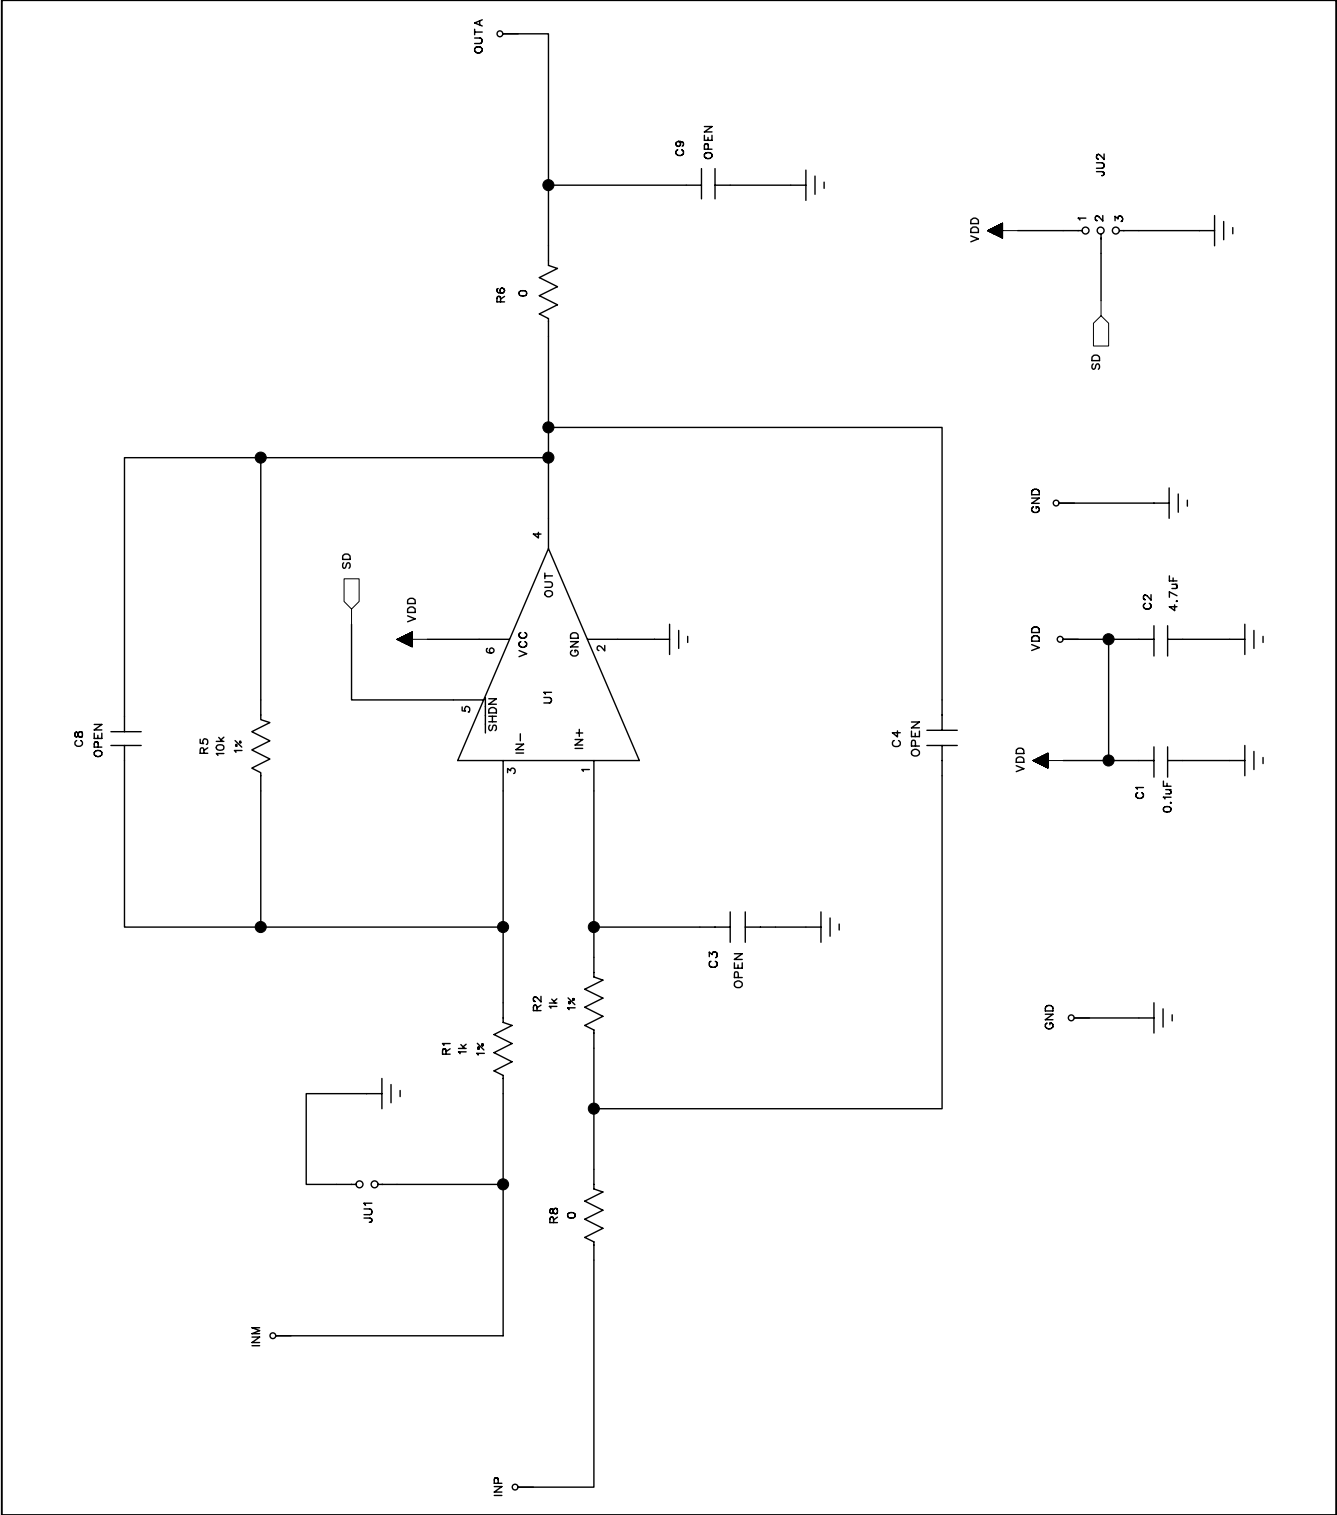 OUTA
C9
OPEN
R6
0
JU2
VDD
1
2
3
SD
C8
OPEN
R5
10k
1%
SD
VDD
4
OUT
6
VCC
GND
2
5
SHDN
U1
3
IN-
IN+
1
C4
OPEN
GND
VDD
C2
4.7uF
VDD
C1
0.1uF
R1
1k
1%
R2
1k
1%
C3
OPEN
GND
JU1
R8
0
INM
INP